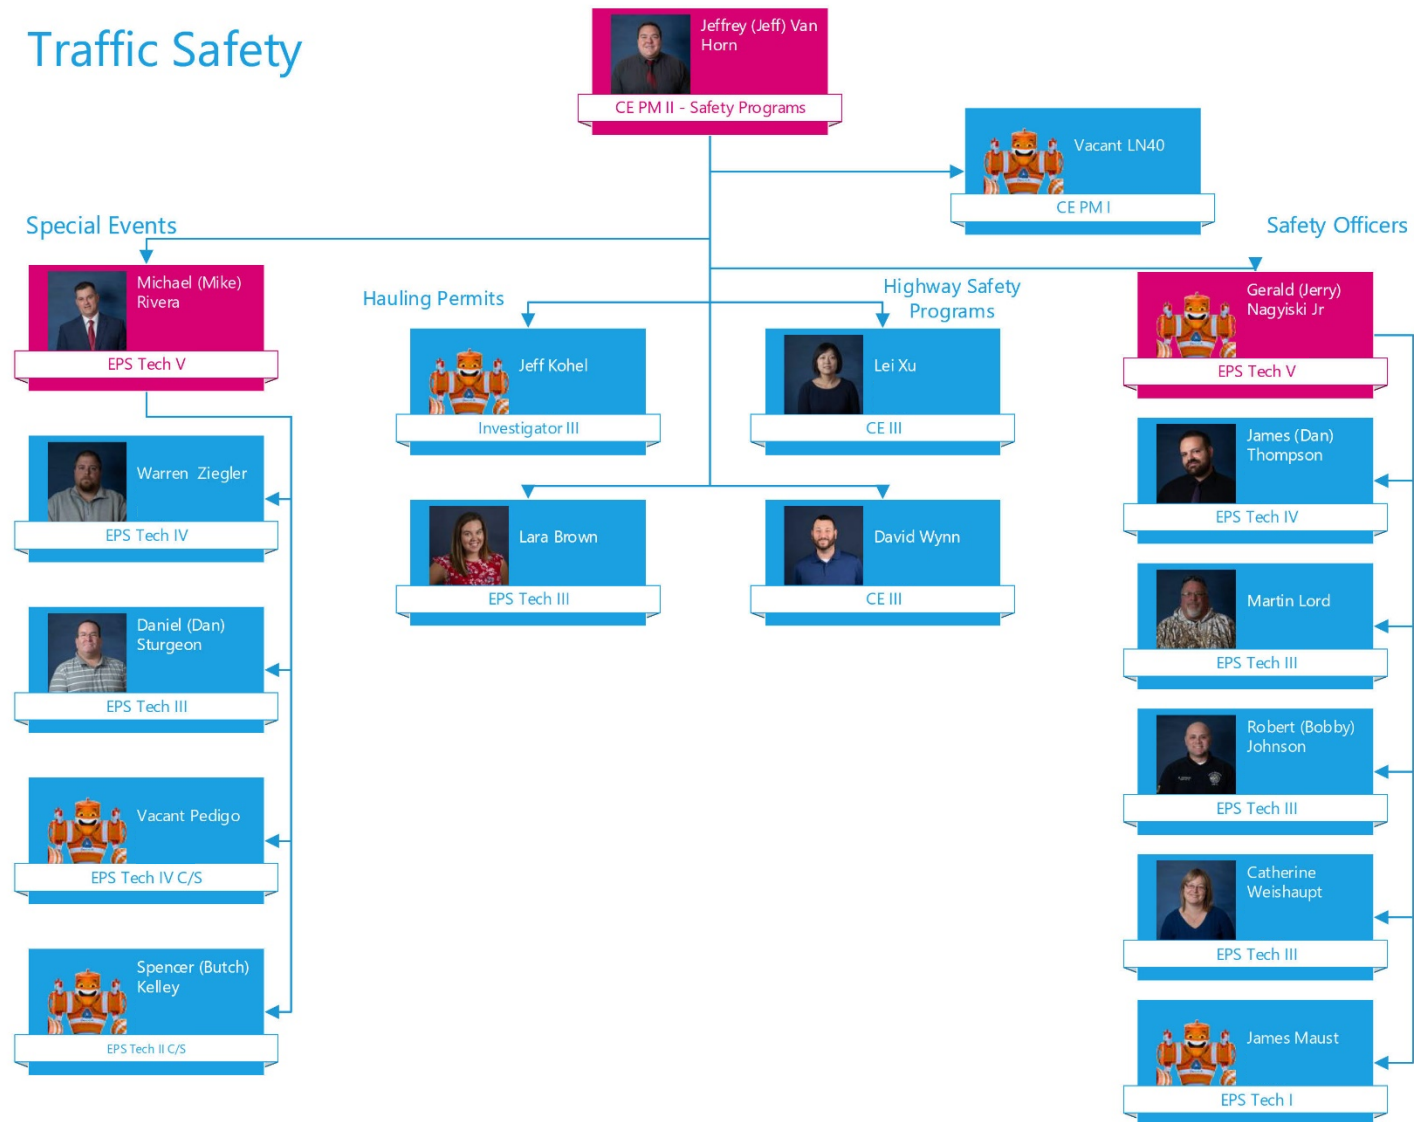 Traffic Safety
Jeffrey (Jeff) Van
Horn
CE PM II - Safety Programs
Vacant LN40
CE PM I
Special Events
Michael (Mike)
Rivera
EPS Tech V
Warren  Ziegler
EPS Tech IV
Daniel (Dan)
Sturgeon
EPS Tech III
Vacant Pedigo
EPS Tech IV C/S
Spencer (Butch)
Kelley
EPS Tech II C/S
Hauling Permits
Jeff Kohel
Investigator III
Lara Brown
EPS Tech III
Highway Safety
Programs
Lei Xu
CE III
David Wynn
CE III
Safety Officers
Gerald (Jerry)
Nagyiski Jr
EPS Tech V
James (Dan)
Thompson
EPS Tech IV
Martin Lord
EPS Tech III
Robert (Bobby)
Johnson
EPS Tech III
Catherine
Weishaupt
EPS Tech III
James Maust
EPS Tech I